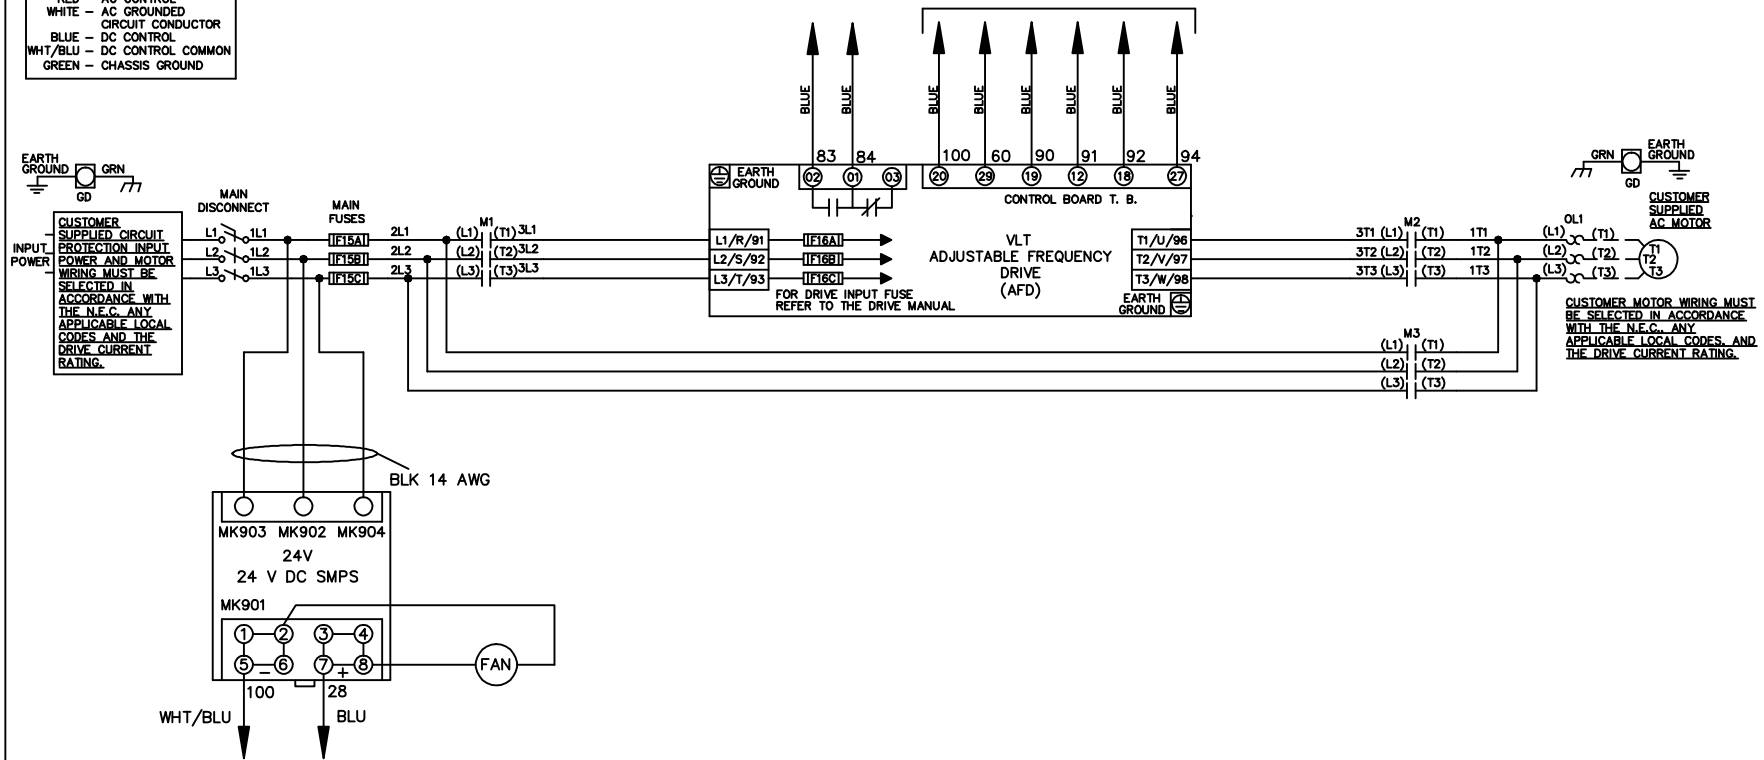 WHITE – AC GROUNDED
CIRCUIT CONDUCTOR
BLUE – DC CONTROL
WHT/BLU – DC CONTROL COMMON
GREEN – CHASSIS GROUND
BLUE
BLUE
BLUE
BLUE
BLUE
BLUE
BLUE
BLUE
83 84 100 60 90 91 92 94
02 01 03 20 29 19 12 18 27
EARTH
GROUND
CONTROL BOARD T. B.
EARTH
GROUND
GRN
GD
MAIN
DISCONNECT
MAIN
FUSES
INPUT
POWER
CUSTOMER
SUPPLIED CIRCUIT
PROTECTION INPUT
POWER AND MOTOR
WIRING MUST BE
SELECTED IN
ACCORDANCE WITH
THE N.E.C. ANY
APPLICABLE LOCAL
CODES AND THE
DRIVE CURRENT
RATING.
M1
L1 1L1 F15A 2L1 (L1) (T1) 3L1
L2 1L2 F15B 2L2 (L2) (T2) 3L2
L3 1L3 F15C 2L3 (L3) (T3) 3L3
L1/R/91 F16A
L2/S/92 F16B
L3/T/93 F16C
FOR DRIVE INPUT FUSE
REFER TO THE DRIVE MANUAL
VLT
ADJUSTABLE FREQUENCY
DRIVE
(AFD)
T1/U/96
T2/V/97
T3/W/98
EARTH
GROUND
M2
3T1 (L1) (T1) 1T1
3T2 (L2) (T2) 1T2
3T3 (L3) (T3) 1T3
M3
(L1) (T1)
(L2) (T2)
(L3) (T3)
OL1
(L1) (T1)
(L2) (T2)
(L3) (T3)
T1
T2
T3
GRN
EARTH
GROUND
GD
CUSTOMER
SUPPLIED
AC MOTOR
CUSTOMER MOTOR WIRING MUST
BE SELECTED IN ACCORDANCE
WITH THE N.E.C., ANY
APPLICABLE LOCAL CODES, AND
THE DRIVE CURRENT RATING.
BLK 14 AWG
MK903 MK902 MK904
24V
24 V DC SMPS
MK901
1 2 3 4
5 – 6 7 + 8
FAN
100 28
WHT/BLU BLU